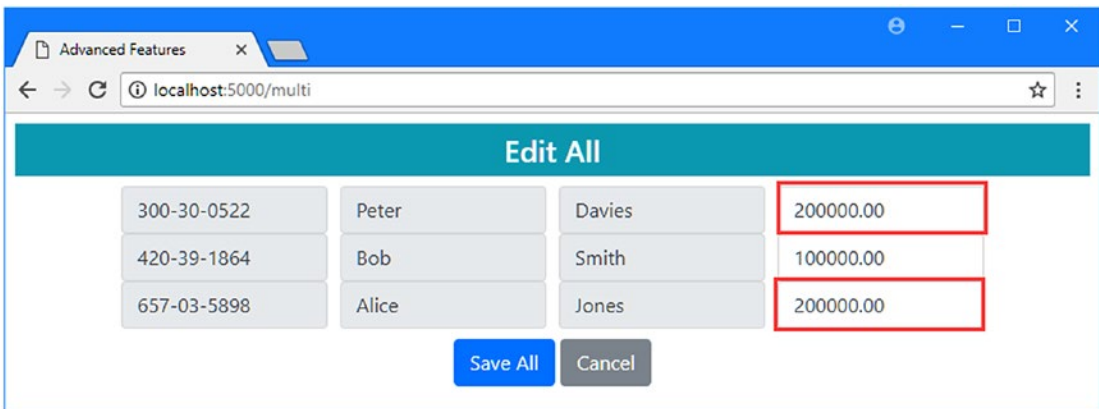 Advanced Features
localhost:5000/multi
Edit All
300-30-0522 Peter Davies 200000.00
420-39-1864 Bob Smith 100000.00
657-03-5898 Alice Jones 200000.00
Save All Cancel